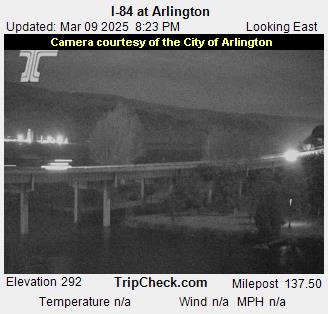 I-84 at Arlington
Updated: Mar 09 2025 8:23 PM Looking East
Camera courtesy of the City of Arlington
Elevation 292 TripCheck.com Milepost 137.50
Temperature n/a Wind n/a MPH n/a